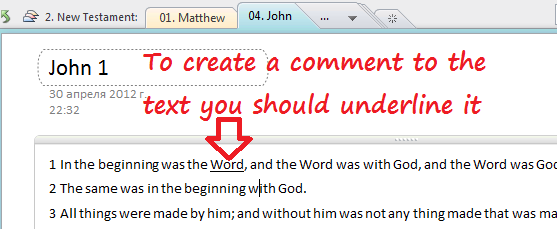 2. New Testament: 01. Matthew 04. John ...
John 1
To create a comment to the
30 апреля 2012 г.
text you should underline it
22:32
1 In the beginning was the Word, and the Word was with God, and the Word was God
2 The same was in the beginning with God.
3 All things were made by him; and without him was not any thing made that was